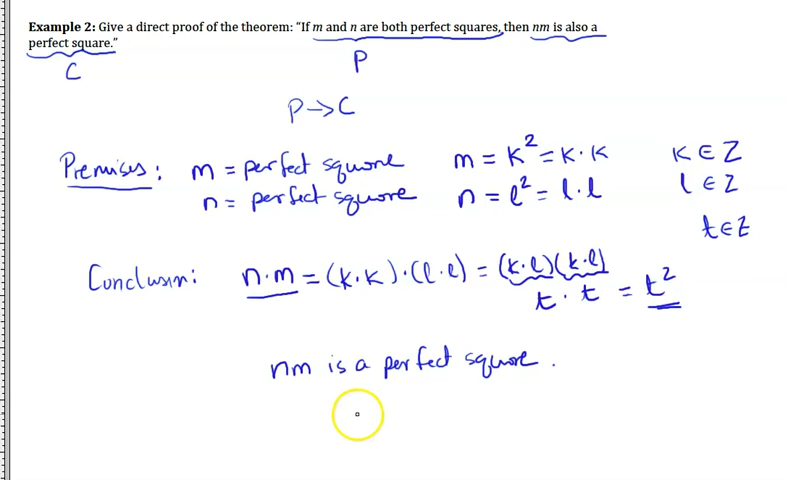 Example 2: Give a direct proof of the theorem: "If m and n are both perfect squares, then nm is also a
perfect square."
C
P
P→C
Premises: m = perfect square m = k² = k·k k∈Z
n = perfect square n = l² = l·l l∈Z
t∈Z
Conclusion: n·m = (k·k)·(l·l) = (k·l)(k·l)
t · t = t²
nm is a perfect square.